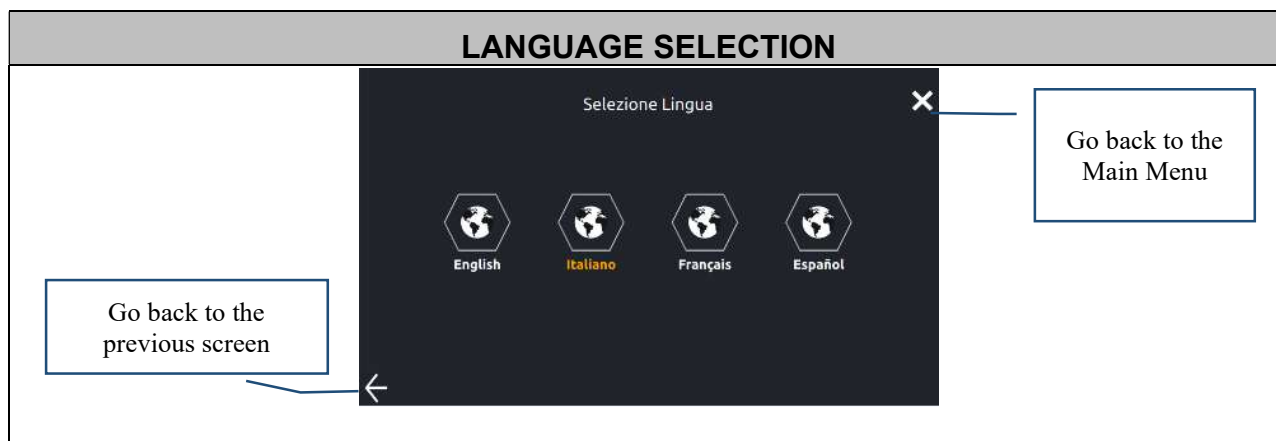 LANGUAGE SELECTION
Selezione Lingua
Go back to the
Main Menu
English
Italiano
Français
Español
Go back to the
previous screen